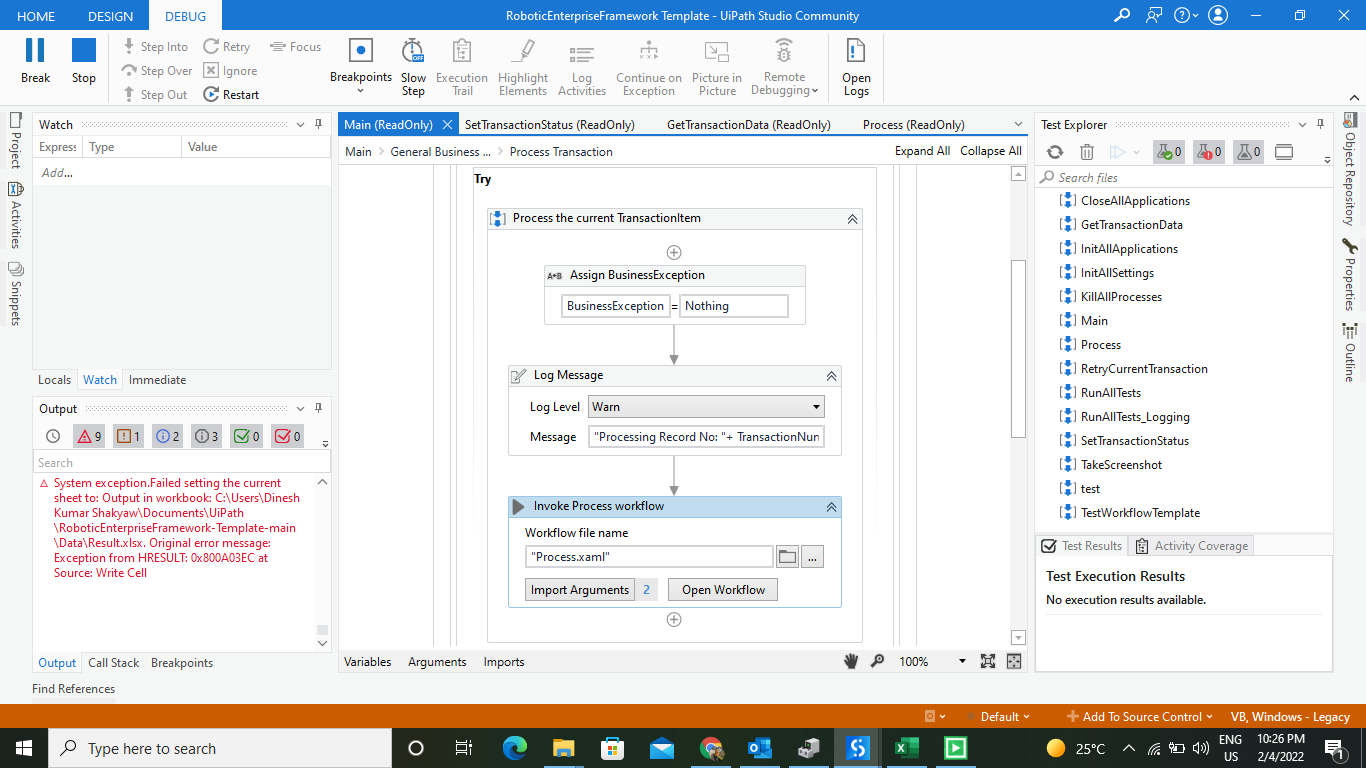 HOME DESIGN DEBUG RoboticEnterpriseFramework Template - UiPath Studio Community
Break
Stop
Step Into
Step Over
Step Out
Retry
Ignore
Restart
Focus
Breakpoints
Slow
Step
Execution
Trail
Highlight
Elements
Log
Activities
Continue on
Exception
Picture in
Picture
Remote
Debugging
Open
Logs
Project
Activities
Snippets
Watch
Express Type Value
Add...
Locals Watch Immediate
Output
9 1 2 3 0 0
Search
System exception.Failed setting the current
sheet to: Output in workbook: C:\Users\Dinesh
Kumar Shakyaw\Documents\UiPath
\RoboticEnterpriseFramework-Template-main
\Data\Result.xlsx. Original error message:
Exception from HRESULT: 0x800A03EC at
Source: Write Cell
Output Call Stack Breakpoints
Find References
Main (ReadOnly) SetTransactionStatus (ReadOnly) GetTransactionData (ReadOnly) Process (ReadOnly)
Main > General Business ... > Process Transaction Expand All Collapse All
Try
Process the current TransactionItem
A+B Assign BusinessException
BusinessException = Nothing
Log Message
Log Level Warn
Message "Processing Record No: "+ TransactionNun
Invoke Process workflow
Workflow file name
"Process.xaml" ...
Import Arguments 2 Open Workflow
Variables Arguments Imports 100%
Test Explorer
0 0 0
Search files
CloseAllApplications
GetTransactionData
InitAllApplications
InitAllSettings
KillAllProcesses
Main
Process
RetryCurrentTransaction
RunAllTests
RunAllTests_Logging
SetTransactionStatus
TakeScreenshot
test
TestWorkflowTemplate
Test Results Activity Coverage
Test Execution Results
No execution results available.
Object Repository
Properties
Outline
Default Add To Source Control VB, Windows - Legacy
Type here to search
25°C
ENG
US
10:26 PM
2/4/2022
1